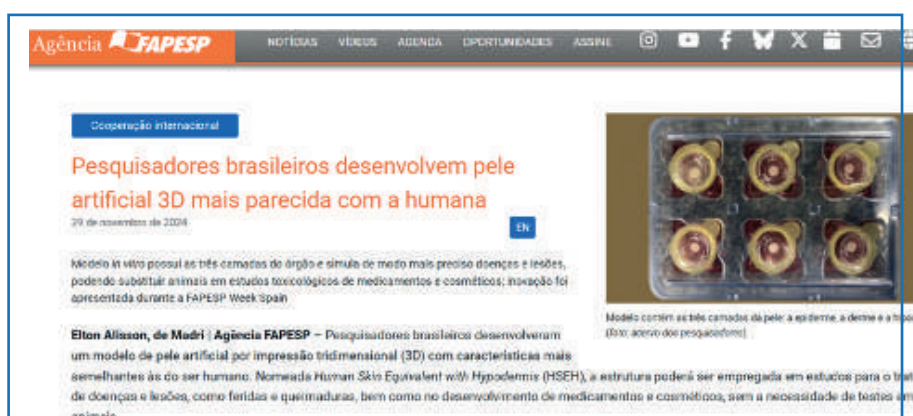 Agência FAPESP
NOTÍCIAS VÍDEOS AGENDA OPORTUNIDADES ASSINE
Cooperação internacional
Pesquisadores brasileiros desenvolvem pele
artificial 3D mais parecida com a humana
29 de novembro de 2024
EN
Modelo in vitro possui as três camadas do órgão e simula de modo mais preciso doenças e lesões,
podendo substituir animais em estudos toxicológicos de medicamentos e cosméticos; inovação foi
apresentada durante a FAPESP Week Spain
Modelo contém as três camadas da pele: a epiderme, a derme e a
(foto: acervo dos pesquisadores)
Elton Alisson, de Madri | Agência FAPESP – Pesquisadores brasileiros desenvolveram
um modelo de pele artificial por impressão tridimensional (3D) com características mais
semelhantes às do ser humano. Nomeada Human Skin Equivalent with Hypodermis (HSEH), a estrutura poderá ser empregada em estudos para o trat
de doenças e lesões, como feridas e queimaduras, bem como no desenvolvimento de medicamentos e cosméticos, sem a necessidade de testes em
animais